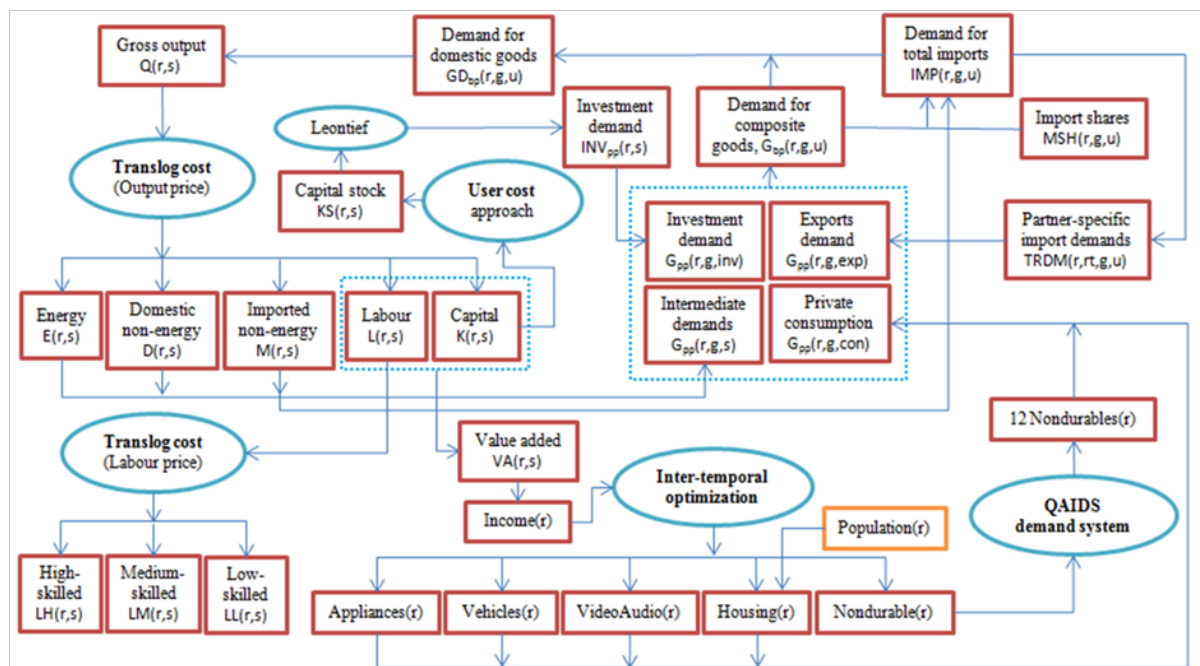 Gross output
Q(r,s)
Demand for
domestic goods
GDbp(r,g,u)
Demand for
total imports
IMP(r,g,u)
Investment
demand
INVpp(r,s)
Demand for
composite
goods, Gbp(r,g,u)
Import shares
MSH(r,g,u)
Leontief
Translog cost
(Output price)
Capital stock
KS(r,s)
User cost
approach
Investment
demand
Gpp(r,g,inv)
Exports
demand
Gpp(r,g,exp)
Partner-specific
import demands
TRDM(r,rt,g,u)
Energy
E(r,s)
Domestic
non-energy
D(r,s)
Imported
non-energy
M(r,s)
Labour
L(r,s)
Capital
K(r,s)
Intermediate
demands
Gpp(r,g,s)
Private
consumption
Gpp(r,g,con)
Translog cost
(Labour price)
Value added
VA(r,s)
12 Nondurables(r)
Inter-temporal
optimization
Income(r)
Population(r)
QAIDS
demand system
High-
skilled
LH(r,s)
Medium-
skilled
LM(r,s)
Low-
skilled
LL(r,s)
Appliances(r)
Vehicles(r)
VideoAudio(r)
Housing(r)
Nondurable(r)